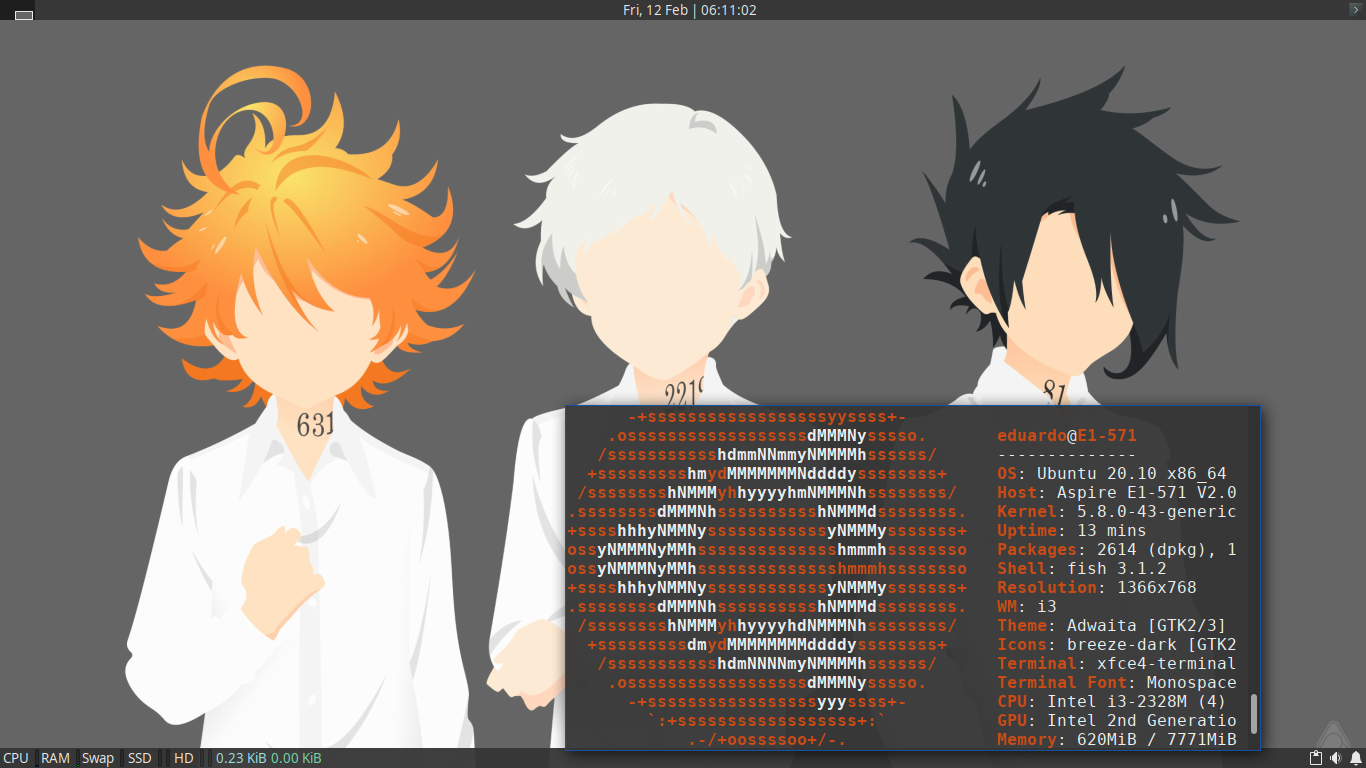 Fri, 12 Feb | 06:11:02
631
81
-+ssssssssssssssssssyyssss+-
.ossssssssssssssssssdMMMNysssso.
/ssssssssssshdmmNNmmyNMMMMhssssss/
+ssssssssshmydMMMMMMMNddddyssssssss+
/sssssssshNMMMyhhyyyyhmNMMMNhssssssss/
.ssssssssdMMMNhsssssssssshNMMMdssssssss.
+sssshhhyNMMNyssssssssssssyNMMMysssssss+
ossyNMMMNyMMhsssssssssssssshmmmhssssssso
ossyNMMMNyMMhsssssssssssssshmmmhssssssso
+sssshhhyNMMNyssssssssssssyNMMMysssssss+
.ssssssssdMMMNhsssssssssshNMMMdssssssss.
/sssssssshNMMMyhhyyyyhdNMMMNhssssssss/
+sssssssssdmydMMMMMMMMddddyssssssss+
/ssssssssssshdmNNNNmyNMMMMhssssss/
.ossssssssssssssssssdMMMNysssso.
-+sssssssssssssssssyyyssss+-
`:+ssssssssssssssssss+:`
.-/+oossssoo+/-.
eduardo@E1-571
--------------
OS: Ubuntu 20.10 x86_64
Host: Aspire E1-571 V2.0
Kernel: 5.8.0-43-generic
Uptime: 13 mins
Packages: 2614 (dpkg), 1
Shell: fish 3.1.2
Resolution: 1366x768
WM: i3
Theme: Adwaita [GTK2/3]
Icons: breeze-dark [GTK2
Terminal: xfce4-terminal
Terminal Font: Monospace
CPU: Intel i3-2328M (4)
GPU: Intel 2nd Generatio
Memory: 620MiB / 7771MiB
CPU RAM Swap SSD HD 0.23 KiB 0.00 KiB